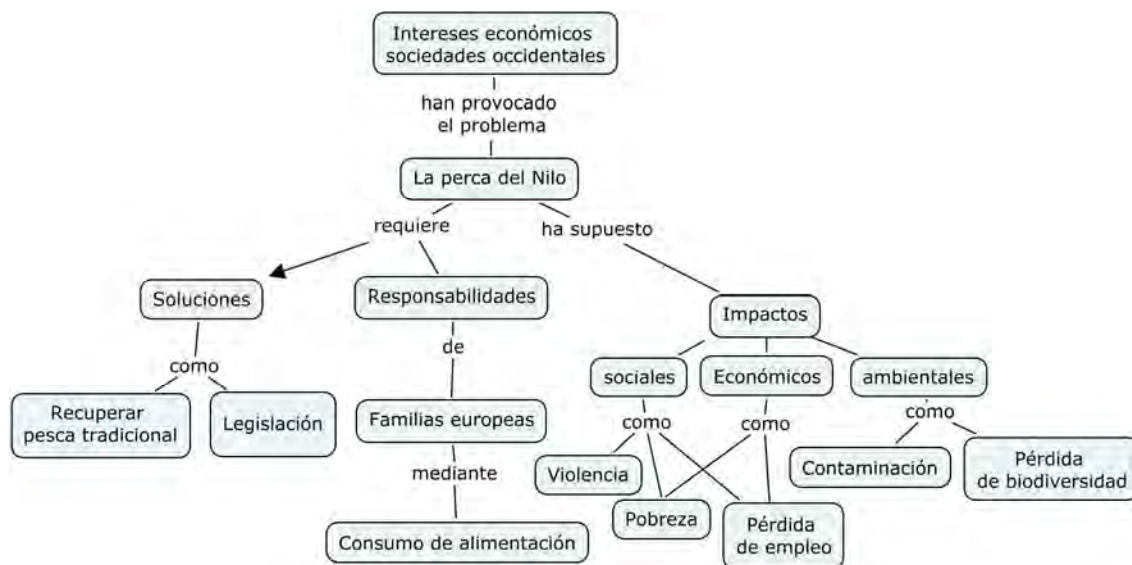 Intereses económicos
sociedades occidentales
han provocado
el problema
La perca del Nilo
requiere
ha supuesto
Soluciones
Responsabilidades
Impactos
como
de
sociales
Económicos
ambientales
Recuperar
pesca tradicional
Legislación
Familias europeas
como
como
como
mediante
Violencia
Contaminación
Pérdida
de biodiversidad
Pobreza
Pérdida
de empleo
Consumo de alimentación